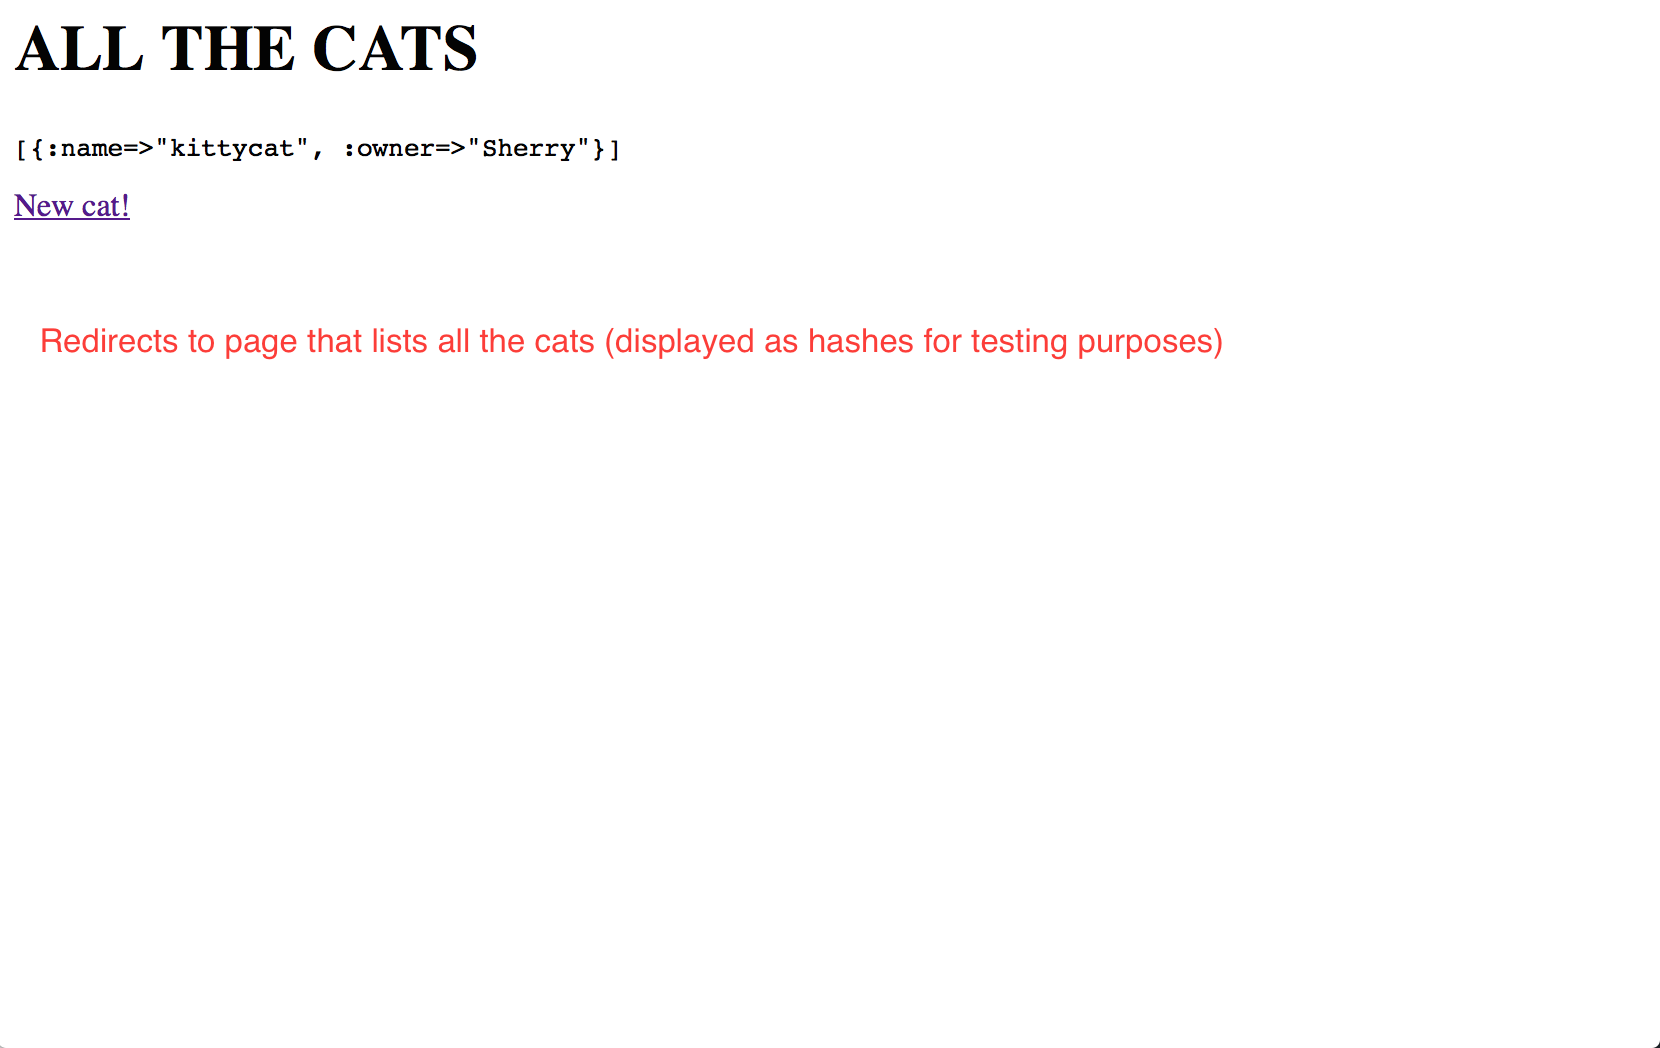 ALL THE CATS
[{:name=>"kittycat", :owner=>"Sherry"}]
New cat!
Redirects to page that lists all the cats (displayed as hashes for testing purposes)